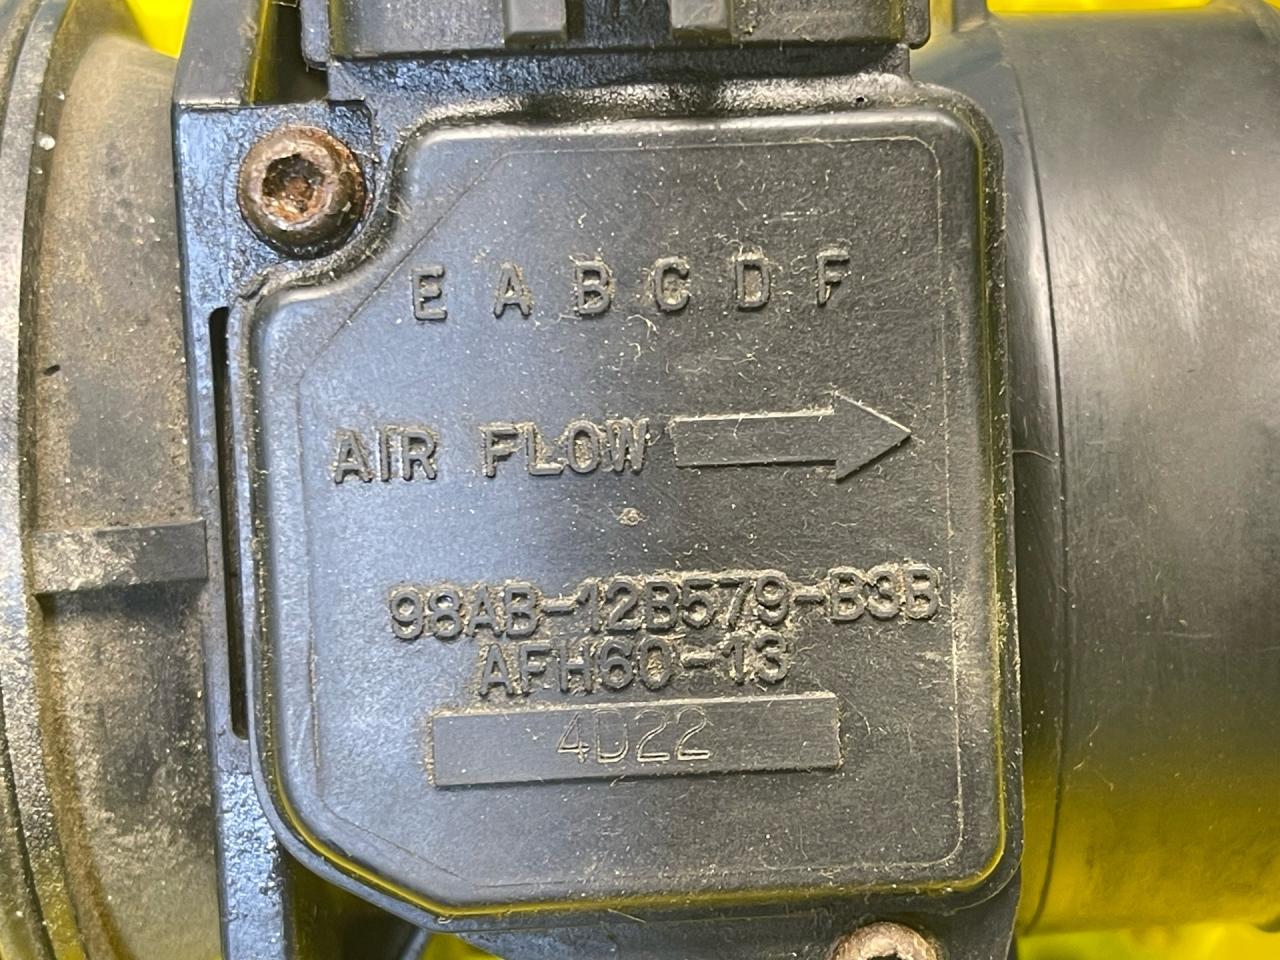 E A B C D F
AIR FLOW
98AB-12B579-B3B
AFH60-13
4D22